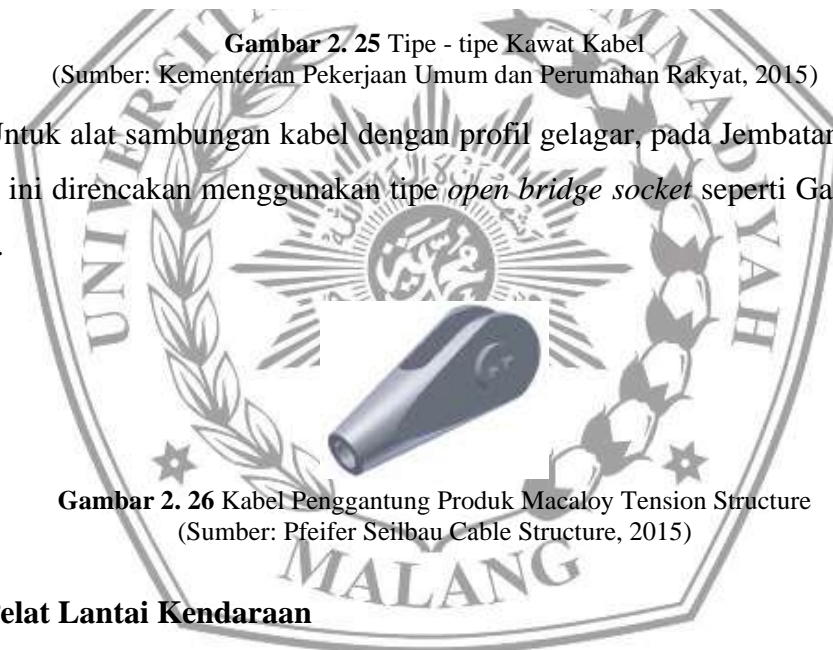 Gambar 2. 25 Tipe - tipe Kawat Kabel
(Sumber: Kementerian Pekerjaan Umum dan Perumahan Rakyat, 2015)
Untuk alat sambungan kabel dengan profil gelagar, pada Jembatan
ini direncakan menggunakan tipe open bridge socket seperti
.
Gambar 2. 26 Kabel Penggantung Produk Macaloy Tension Structure
(Sumber: Pfeifer Seilbau Cable Structure, 2015)
MALANG
Pelat Lantai Kendaraan